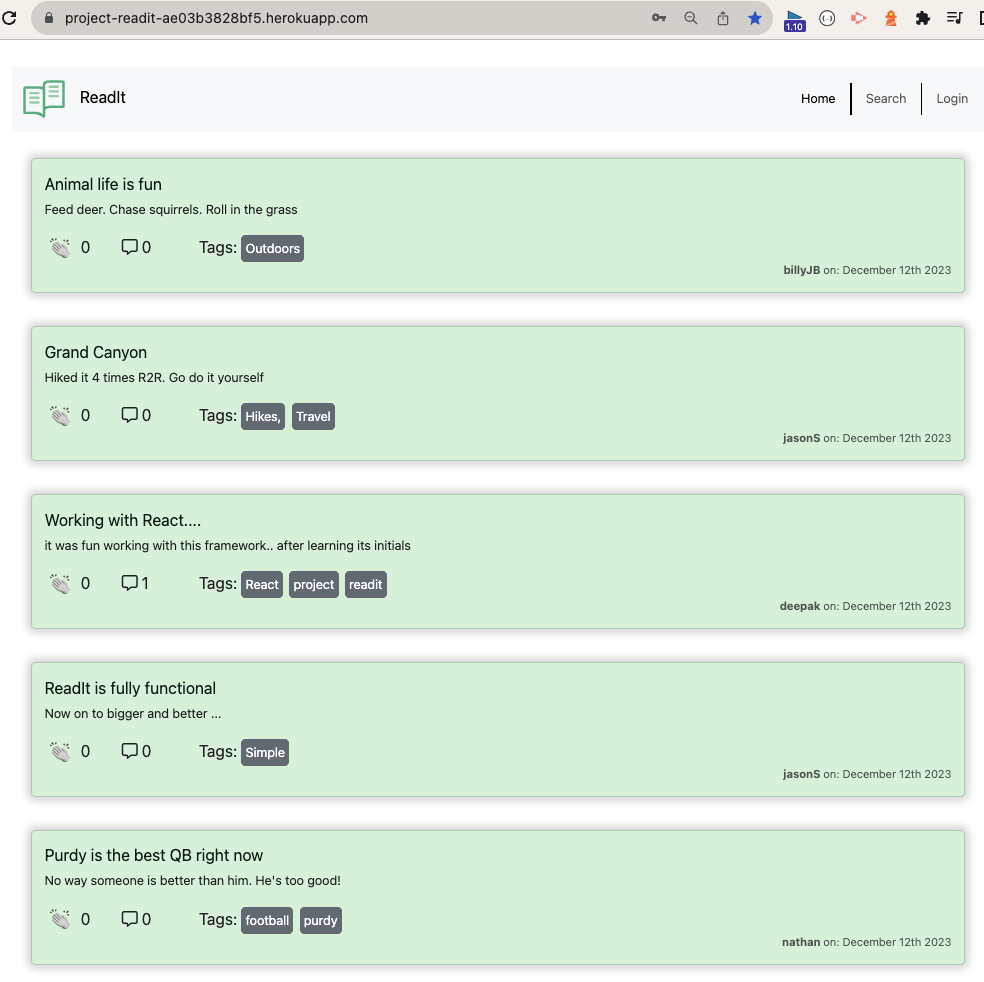 project-readit-ae03b3828bf5.herokuapp.com
1.10
ReadIt Home Search Login
Animal life is fun
Feed deer. Chase squirrels. Roll in the grass
0 0 Tags: Outdoors
billyJB on: December 12th 2023
Grand Canyon
Hiked it 4 times R2R. Go do it yourself
0 0 Tags: Hikes, Travel
jasonS on: December 12th 2023
Working with React....
it was fun working with this framework.. after learning its initials
0 1 Tags: React project readit
deepak on: December 12th 2023
ReadIt is fully functional
Now on to bigger and better ...
0 0 Tags: Simple
jasonS on: December 12th 2023
Purdy is the best QB right now
No way someone is better than him. He's too good!
0 0 Tags: football purdy
nathan on: December 12th 2023